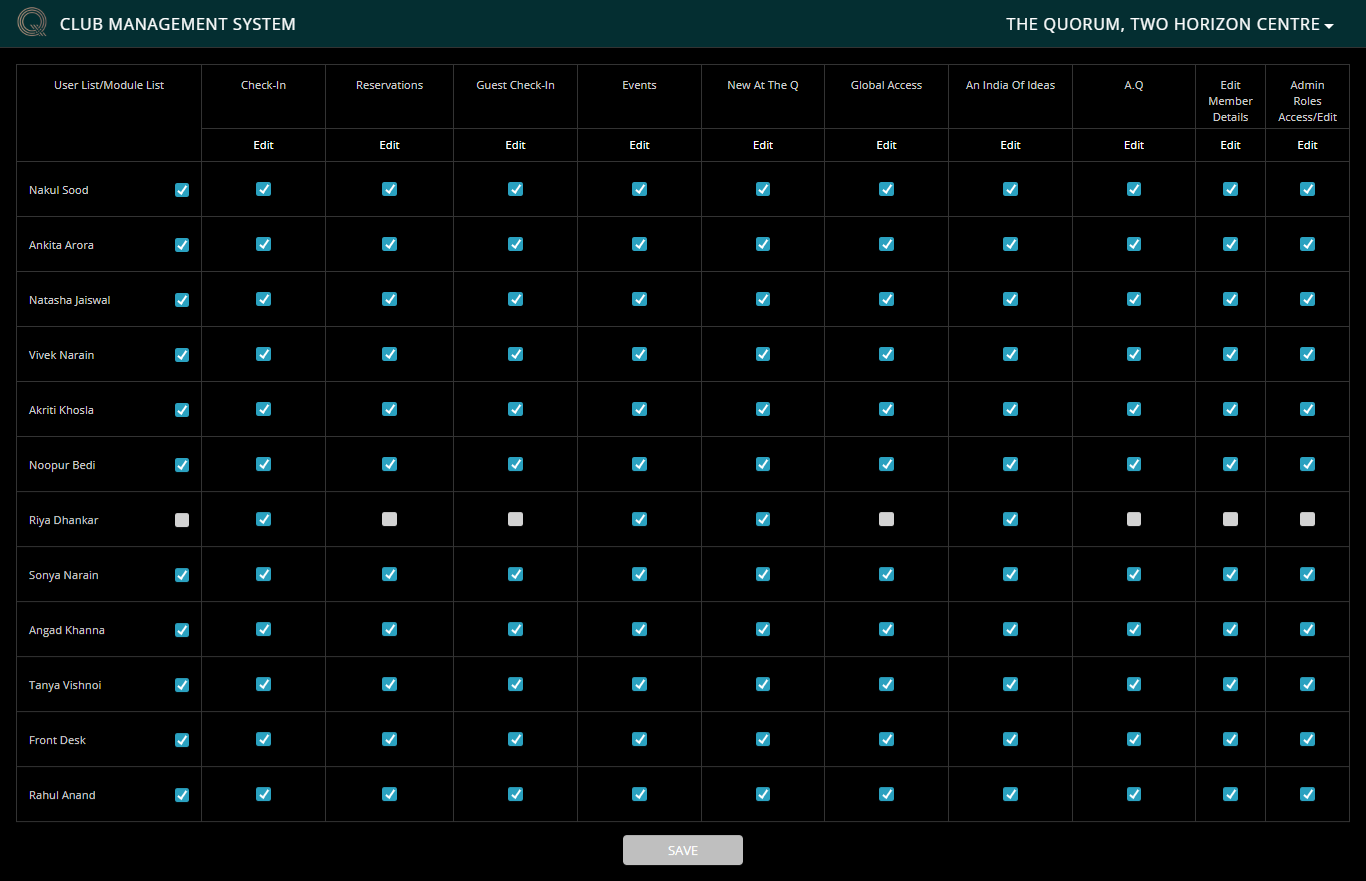 CLUB MANAGEMENT SYSTEM
THE QUORUM, TWO HORIZON CENTRE
User List/Module List
Check-In
Reservations
Guest Check-In
Events
New At The Q
Global Access
An India Of Ideas
A.Q
Edit
Member
Details
Admin
Roles
Access/Edit
Edit Edit Edit Edit Edit Edit Edit Edit Edit Edit
Nakul Sood
Ankita Arora
Natasha Jaiswal
Vivek Narain
Akriti Khosla
Noopur Bedi
Riya Dhankar
Sonya Narain
Angad Khanna
Tanya Vishnoi
Front Desk
Rahul Anand
SAVE